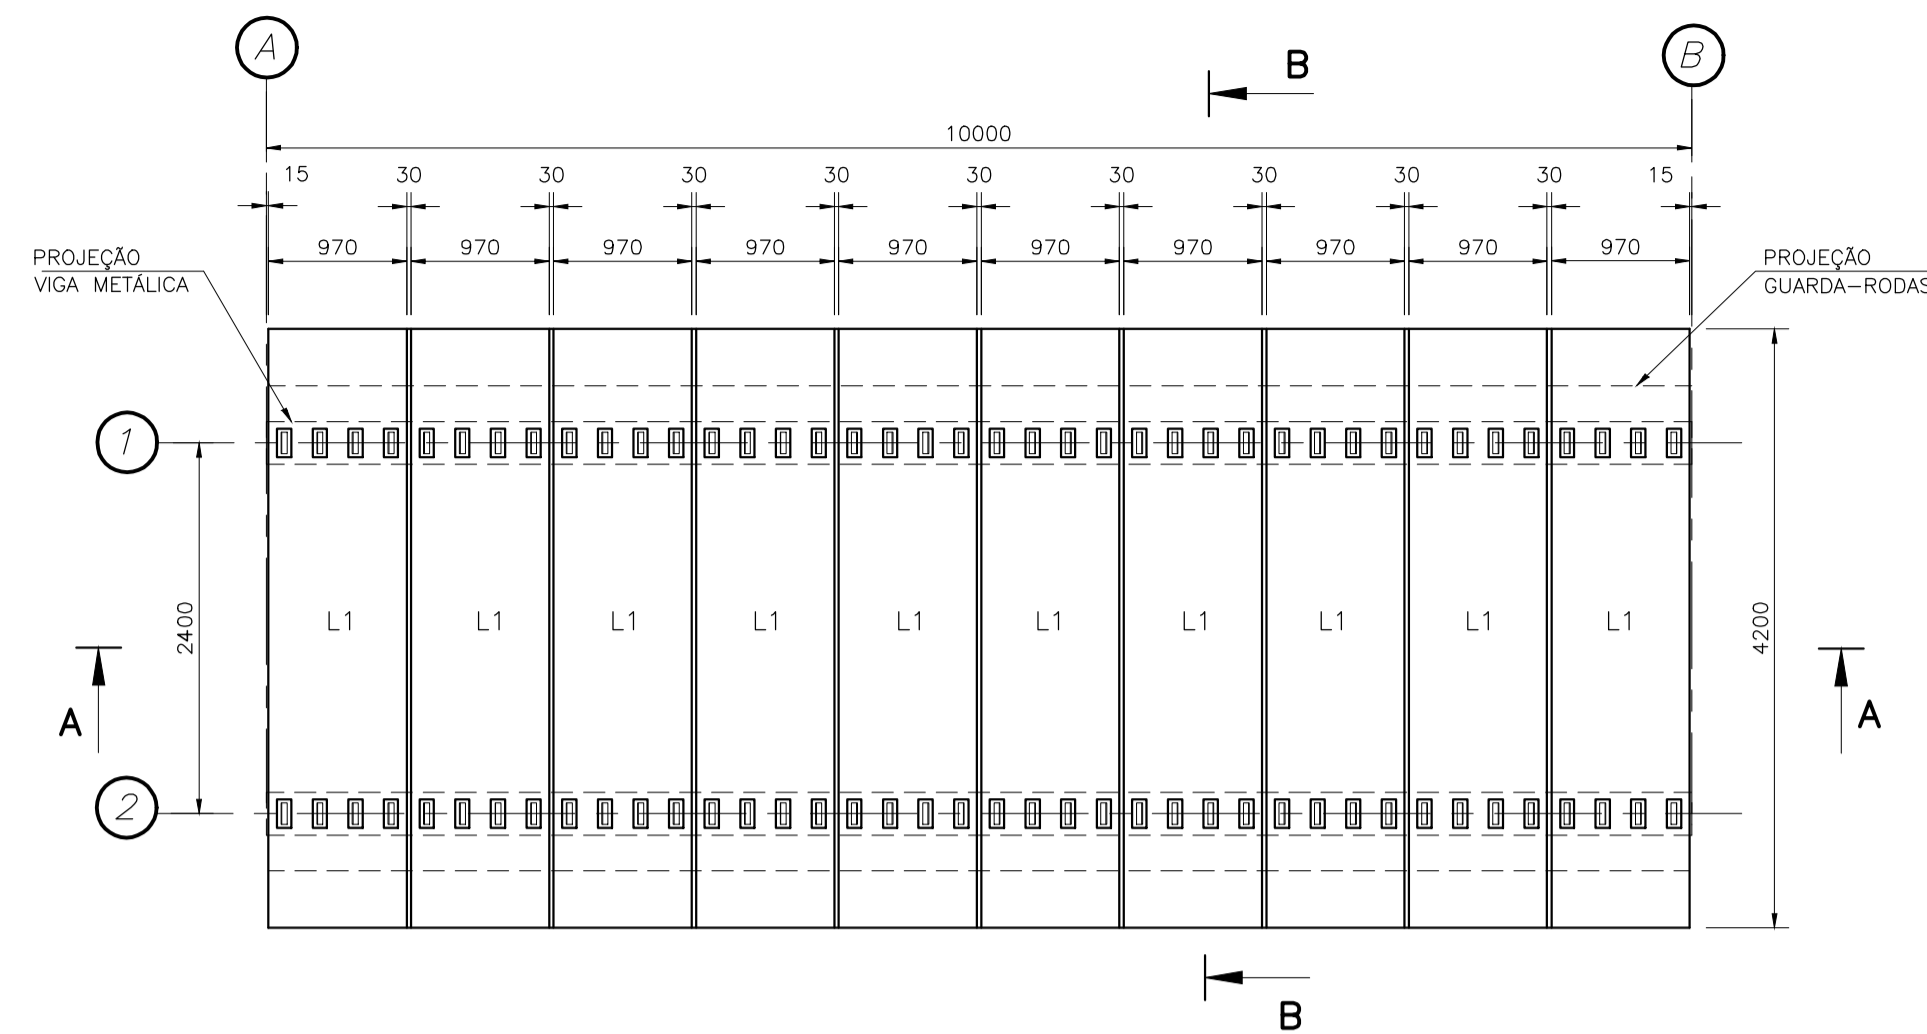 A
B
B
10000
15 30 30 30 30 30 30 30 30 30 15
970 970 970 970 970 970 970 970 970 970
PROJEÇÃO
VIGA METÁLICA
PROJEÇÃO
GUARDA-RODAS
1
2400
L1 L1 L1 L1 L1 L1 L1 L1 L1 L1
4200
A
A
2
B